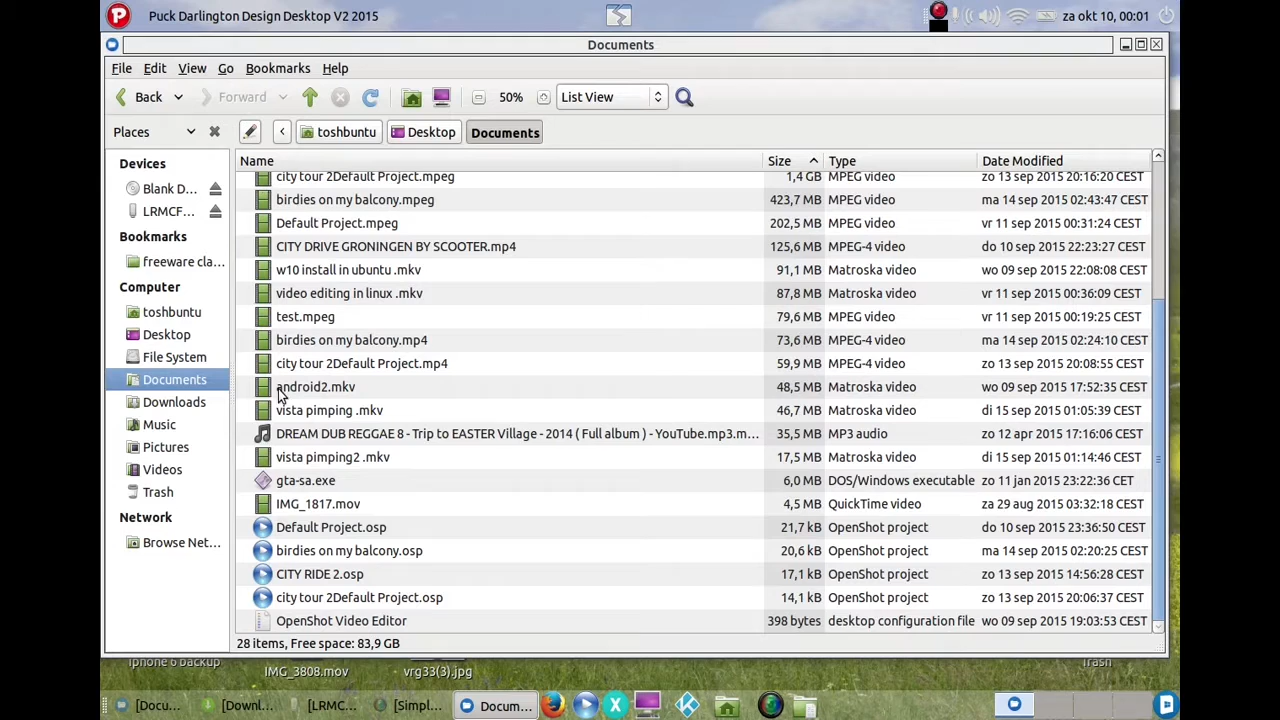 Puck Darlington Design Desktop V2 2015
za okt 10, 00:01
Documents
File Edit View Go Bookmarks Help
Back Forward 50% List View
Places toshbuntu Desktop Documents
Name Size Type Date Modified
Devices
Blank D...
LRMCF...
Bookmarks
freeware cla...
Computer
toshbuntu
Desktop
File System
Documents
Downloads
Music
Pictures
Videos
Trash
Network
Browse Net...
city tour 2Default Project.mpeg 1,4 GB MPEG video zo 13 sep 2015 20:16:20 CEST
birdies on my balcony.mpeg 423,7 MB MPEG video ma 14 sep 2015 02:43:47 CEST
Default Project.mpeg 202,5 MB MPEG video vr 11 sep 2015 00:31:24 CEST
CITY DRIVE GRONINGEN BY SCOOTER.mp4 125,6 MB MPEG-4 video do 10 sep 2015 22:23:27 CEST
w10 install in ubuntu .mkv 91,1 MB Matroska video wo 09 sep 2015 22:08:08 CEST
video editing in linux .mkv 87,8 MB Matroska video vr 11 sep 2015 00:36:09 CEST
test.mpeg 79,6 MB MPEG video vr 11 sep 2015 00:19:25 CEST
birdies on my balcony.mp4 73,6 MB MPEG-4 video ma 14 sep 2015 02:24:10 CEST
city tour 2Default Project.mp4 59,9 MB MPEG-4 video zo 13 sep 2015 20:08:55 CEST
android2.mkv 48,5 MB Matroska video wo 09 sep 2015 17:52:35 CEST
vista pimping .mkv 46,7 MB Matroska video di 15 sep 2015 01:05:39 CEST
DREAM DUB REGGAE 8 - Trip to EASTER Village - 2014 ( Full album ) - YouTube.mp3.m... 35,5 MB MP3 audio zo 12 apr 2015 17:16:06 CEST
vista pimping2 .mkv 17,5 MB Matroska video di 15 sep 2015 01:14:46 CEST
gta-sa.exe 6,0 MB DOS/Windows executable zo 11 jan 2015 23:22:36 CET
IMG_1817.mov 4,5 MB QuickTime video za 29 aug 2015 03:32:18 CEST
Default Project.osp 21,7 kB OpenShot project do 10 sep 2015 23:36:50 CEST
birdies on my balcony.osp 20,6 kB OpenShot project ma 14 sep 2015 02:20:25 CEST
CITY RIDE 2.osp 17,1 kB OpenShot project zo 13 sep 2015 14:56:28 CEST
city tour 2Default Project.osp 14,1 kB OpenShot project zo 13 sep 2015 20:06:37 CEST
OpenShot Video Editor 398 bytes desktop configuration file wo 09 sep 2015 19:03:53 CEST
28 items, Free space: 83,9 GB
Iphone 6 backup IMG_3808.mov vrg33(3).jpg Trash
[Docu... [Downl... [LRMC... [Simpl... Docum...